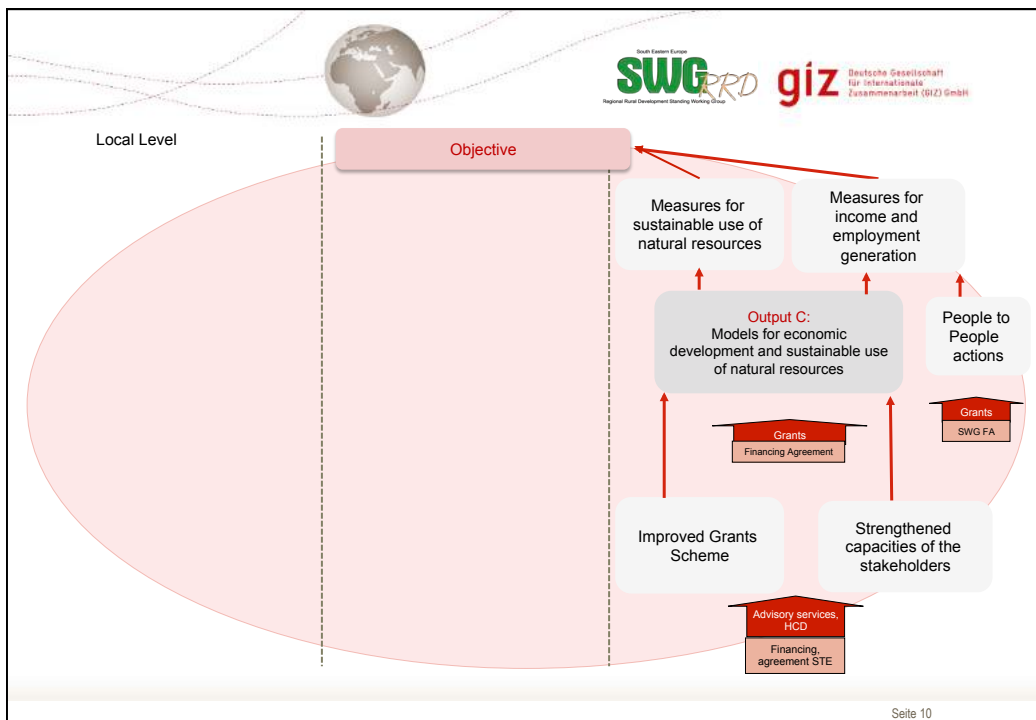 South Eastern Europe
SWG RRD
Regional Rural Development Standing Working Group
giz
Deutsche Gesellschaft
für Internationale
Zusammenarbeit (GIZ) GmbH
Local Level
Objective
Measures for
sustainable use of
natural resources
Measures for
income and
employment
generation
Output C:
Models for economic
development and sustainable use
of natural resources
People to
People
actions
Grants
SWG FA
Grants
Financing Agreement
Improved Grants
Scheme
Strengthened
capacities of the
stakeholders
Advisory services,
HCD
Financing,
agreement STE
Seite 10